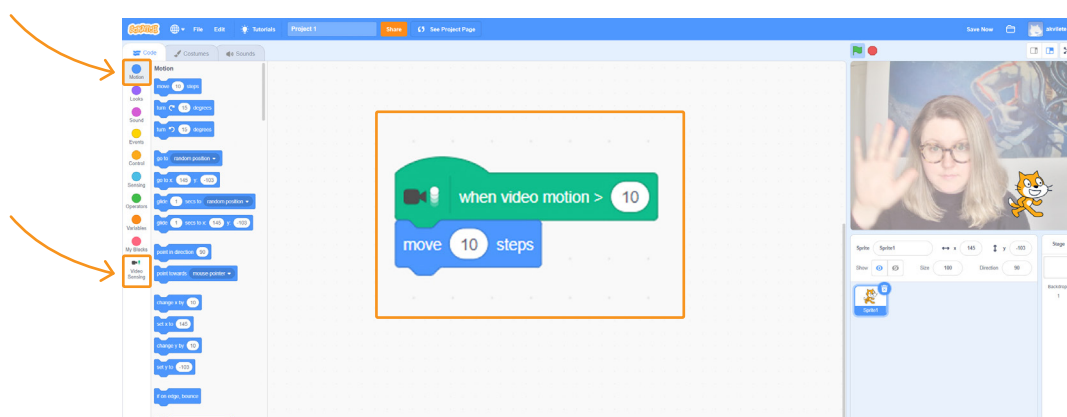 SCRATCH File Edit Tutorials Project 1 Share See Project Page Save Now
Code Costumes Sounds
Motion
Looks
Sound
Events
Control
Sensing
Operators
Variables
My Blocks
Video
Sensing
Motion
move 10 steps
turn 15 degrees
turn 15 degrees
go to random position
go to x: 145 y: -103
glide 1 secs to random position
glide 1 secs to x: 145 y: -103
point in direction 90
point towards mouse-pointer
change x by 10
set x to 145
change y by 10
set y to -103
if on edge, bounce
when video motion > 10
move 10 steps
Sprite Sprite1 x 145 y -103
Show Size 100 Direction 90
Sprite1
Stage
1